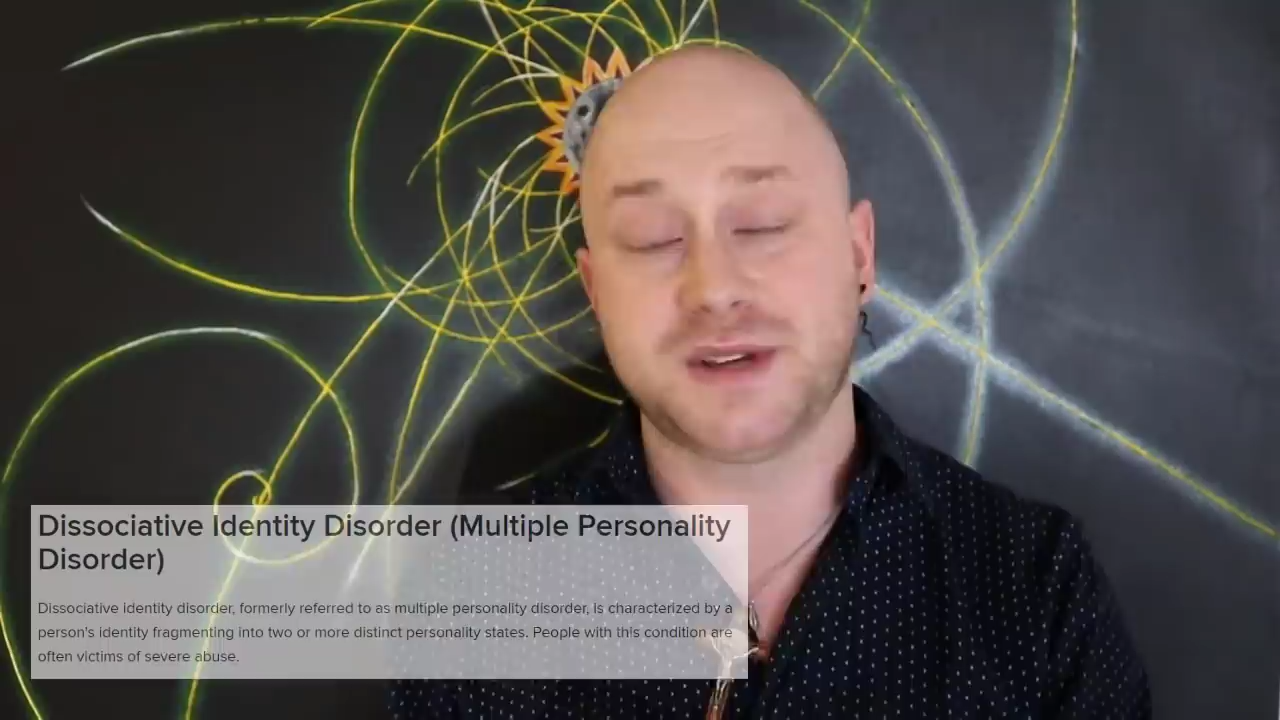 Dissociative Identity Disorder (Multiple Personality
Disorder)
Dissociative identity disorder, formerly referred to as multiple personality disorder, is characterized by a
person's identity fragmenting into two or more distinct personality states. People with this condition are
often victims of severe abuse.